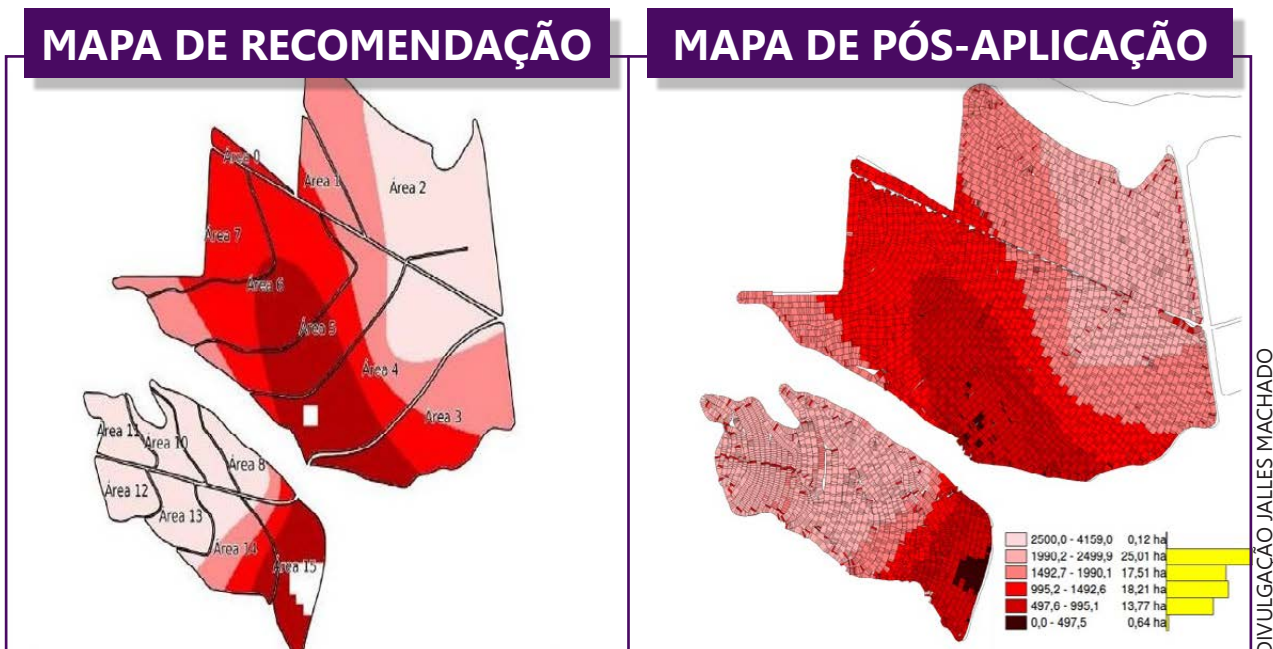 MAPA DE RECOMENDAÇÃO
MAPA DE PÓS-APLICAÇÃO
Área 0
Área 1
Área 2
Área 7
Área 6
Área 5
Área 4
Área 3
Área 11
Área 10
Área 8
Área 12
Área 13
Área 14
Área 15
2500,0 - 4159,0 0,12 ha
1990,2 - 2499,9 25,01 ha
1492,7 - 1990,1 17,51 ha
995,2 - 1492,6 18,21 ha
497,6 - 995,1 13,77 ha
0,0 - 497,5 0,64 ha
DIVULGAÇÃO JALLES MACHADO